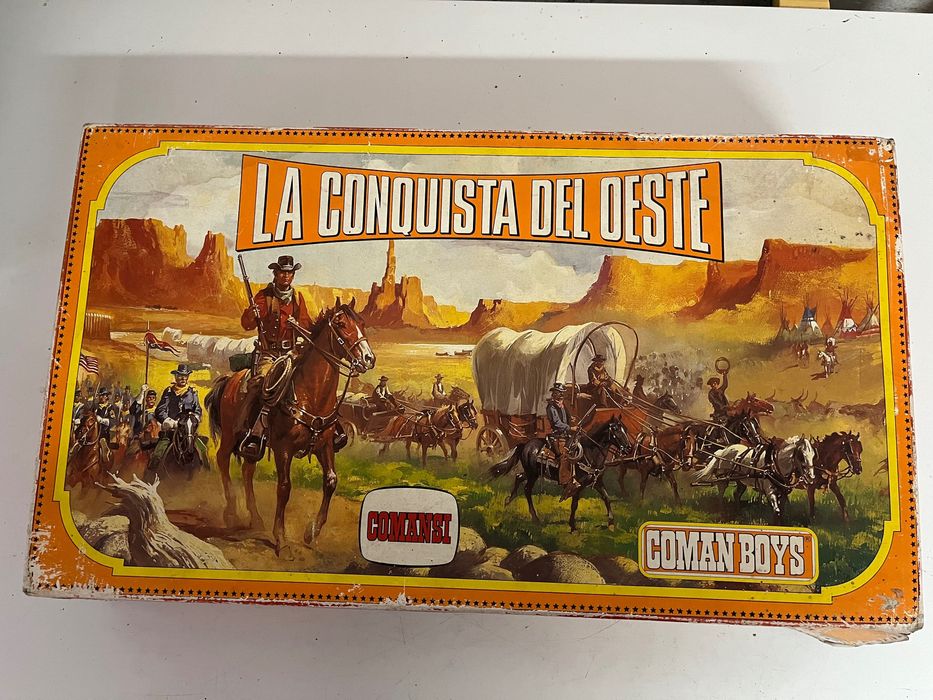 LA CONQUISTA DEL OESTE
COMANSI
COMAN BOYS